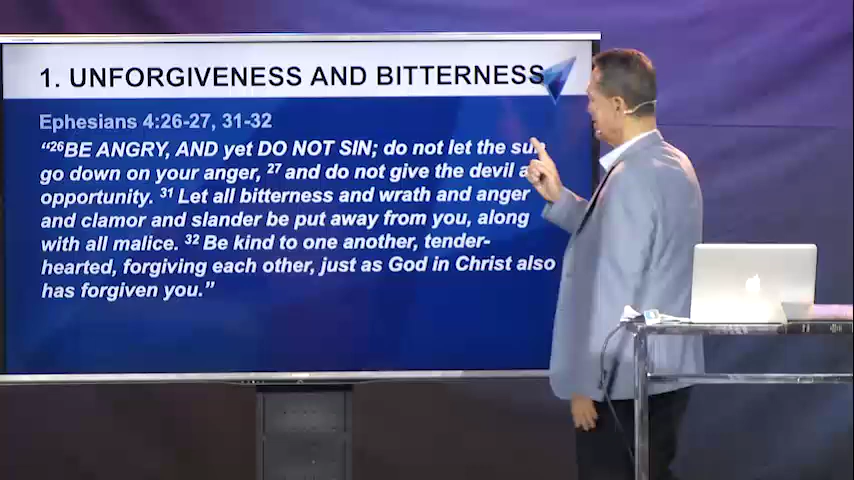 1. UNFORGIVENESS AND BITTERNESS
Ephesians 4:26-27, 31-32
“26BE ANGRY, AND yet DO NOT SIN; do not let the sun
go down on your anger, 27 and do not give the devil
opportunity. 31 Let all bitterness and wrath and anger
and clamor and slander be put away from you, along
with all malice. 32 Be kind to one another, tender-
hearted, forgiving each other, just as God in Christ also
has forgiven you.”